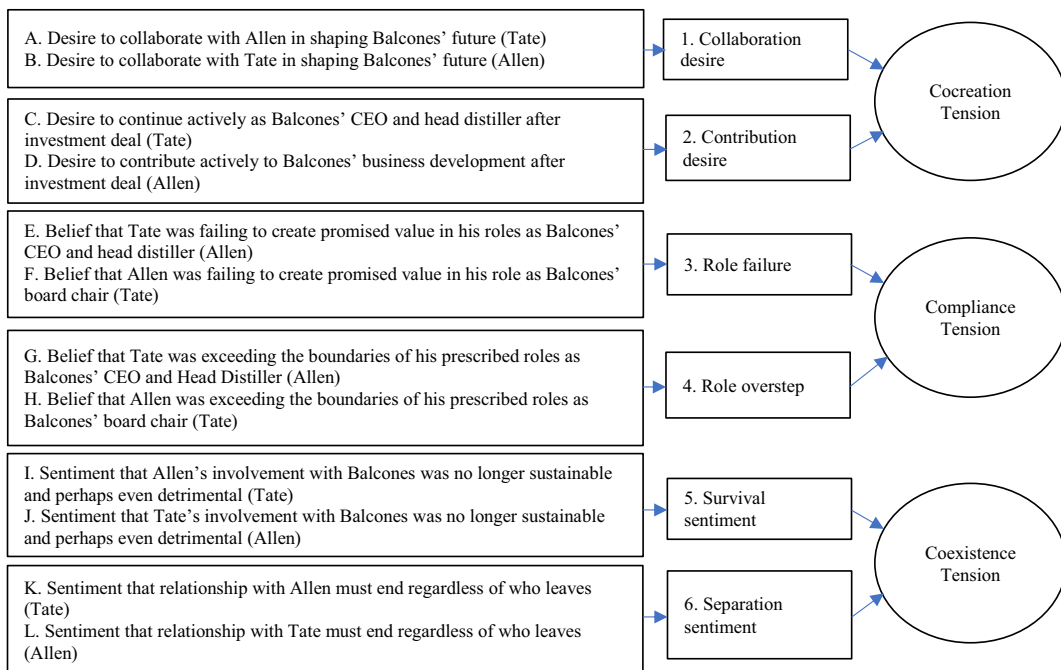 A. Desire to collaborate with Allen in shaping Balcones’ future (Tate)
B. Desire to collaborate with Tate in shaping Balcones’ future (Allen)
1. Collaboration
desire
Cocreation
Tension
C. Desire to continue actively as Balcones’ CEO and head distiller after
investment deal (Tate)
D. Desire to contribute actively to Balcones’ business development after
investment deal (Allen)
2. Contribution
desire
E. Belief that Tate was failing to create promised value in his roles as Balcones’
CEO and head distiller (Allen)
F. Belief that Allen was failing to create promised value in his role as Balcones’
board chair (Tate)
3. Role failure
Compliance
Tension
G. Belief that Tate was exceeding the boundaries of his prescribed roles as
Balcones’ CEO and Head Distiller (Allen)
H. Belief that Allen was exceeding the boundaries of his prescribed roles as
Balcones’ board chair (Tate)
4. Role overstep
I. Sentiment that Allen’s involvement with Balcones was no longer sustainable
and perhaps even detrimental (Tate)
J. Sentiment that Tate’s involvement with Balcones was no longer sustainable
and perhaps even detrimental (Allen)
5. Survival
sentiment
Coexistence
Tension
K. Sentiment that relationship with Allen must end regardless of who leaves
(Tate)
L. Sentiment that relationship with Tate must end regardless of who leaves
(Allen)
6. Separation
sentiment